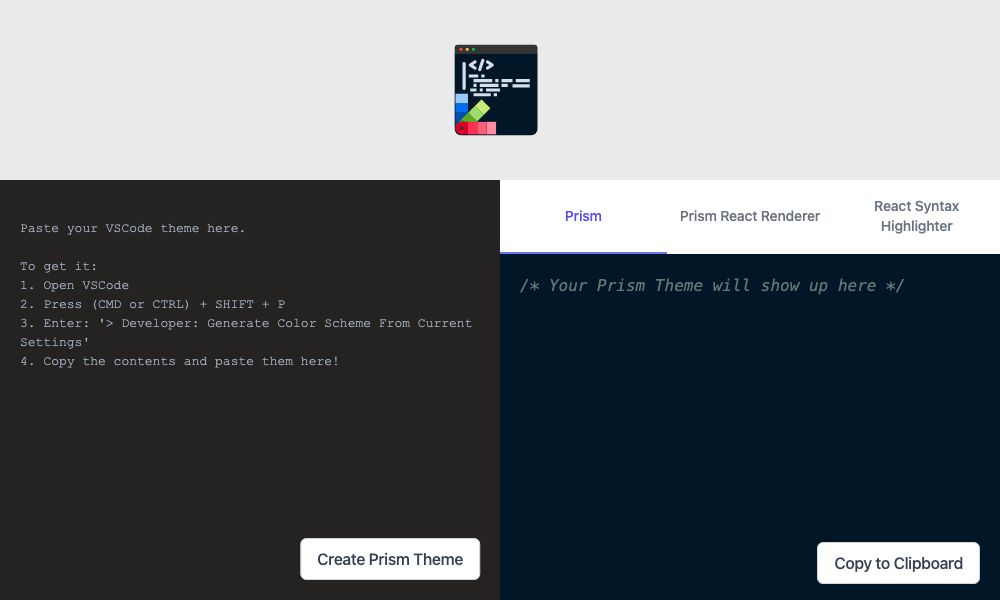 </>
Paste your VSCode theme here.
To get it:
1. Open VSCode
2. Press (CMD or CTRL) + SHIFT + P
3. Enter: '> Developer: Generate Color Scheme From Current
Settings'
4. Copy the contents and paste them here!
Create Prism Theme
Prism
Prism React Renderer
React Syntax
Highlighter
/* Your Prism Theme will show up here */
Copy to Clipboard